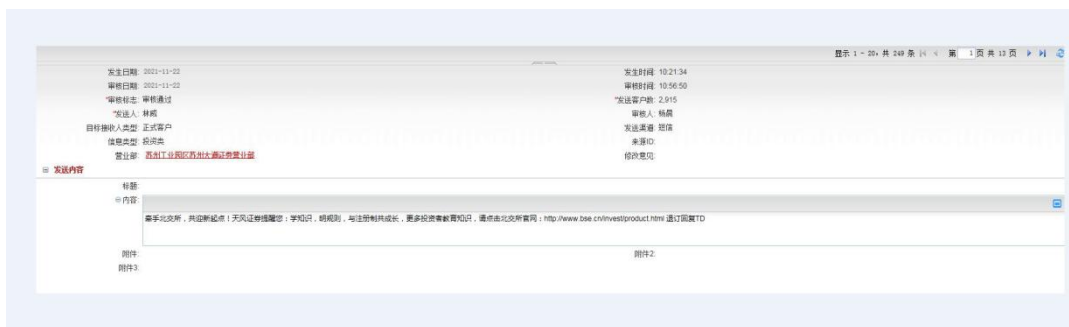 显示 1 - 20，共 249 条 第 1 页 共 13 页
发生日期: 2021-11-22 发生时间: 10:21:34
审核日期: 2021-11-22 审核时间: 10:56:50
*审核标志: 审核通过 *发送客户数: 2,915
*发送人: 林威 审核人: 杨晨
目标接收人类型: 正式客户 发送渠道: 短信
信息类型: 投资类 来源ID:
营业部: 苏州工业园区苏州大道证券营业部 修改意见:
发送内容
标题:
内容:
牵手北交所，共迎新起点！天风证券提醒您：学知识，明规则，与注册制共成长，更多投资者教育知识，请点击北交所官网：http://www.bse.cn/invest/product.html 退订回复TD
附件: 附件2:
附件3: